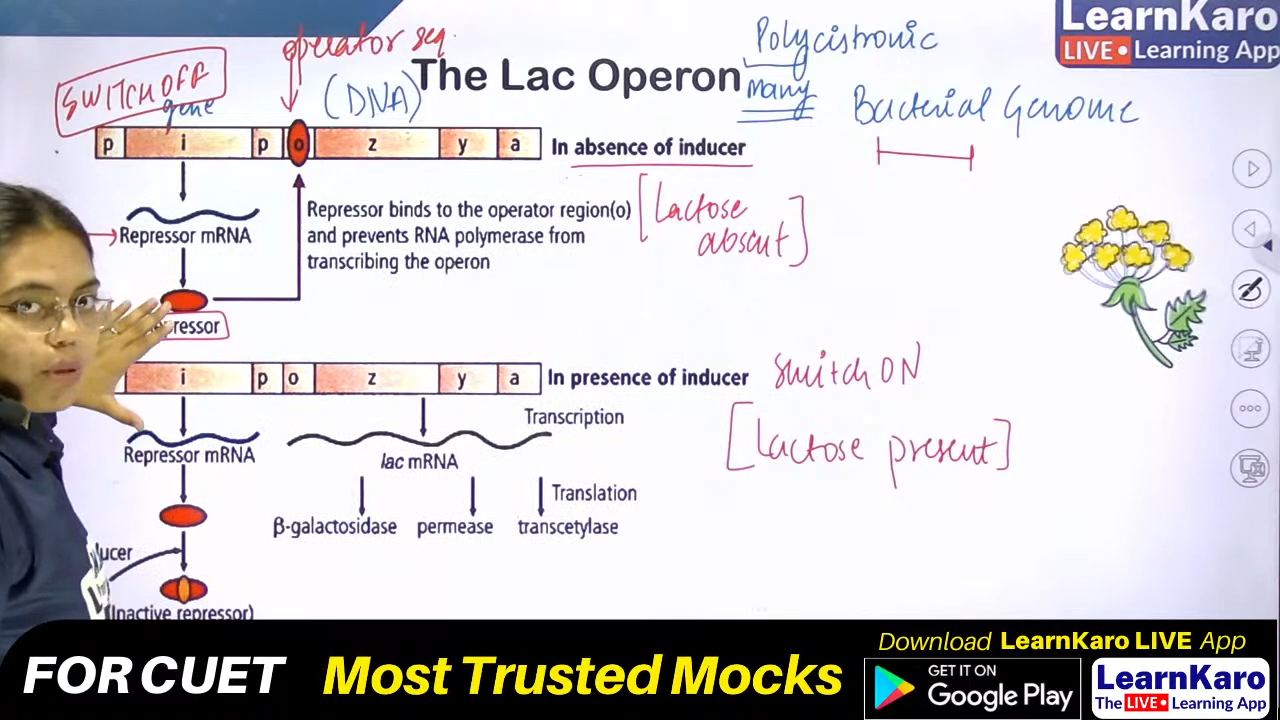 LearnKaro
LIVE • Learning App
operator seq.
Polycistronic
SWITCH OFF
gene
(DNA)
The Lac Operon
many
Bacterial Genome
p i p o z y a
In absence of inducer
Repressor mRNA
Repressor binds to the operator region(o)
and prevents RNA polymerase from
transcribing the operon
[Lactose
absent]
pressor
i p o z y a
In presence of inducer
Switch ON
Transcription
[Lactose present]
Repressor mRNA
lac mRNA
Translation
β-galactosidase permease transcetylase
ucer
(Inactive repressor)
FOR CUET Most Trusted Mocks
Download LearnKaro LIVE App
GET IT ON
Google Play
LearnKaro
The LIVE • Learning App